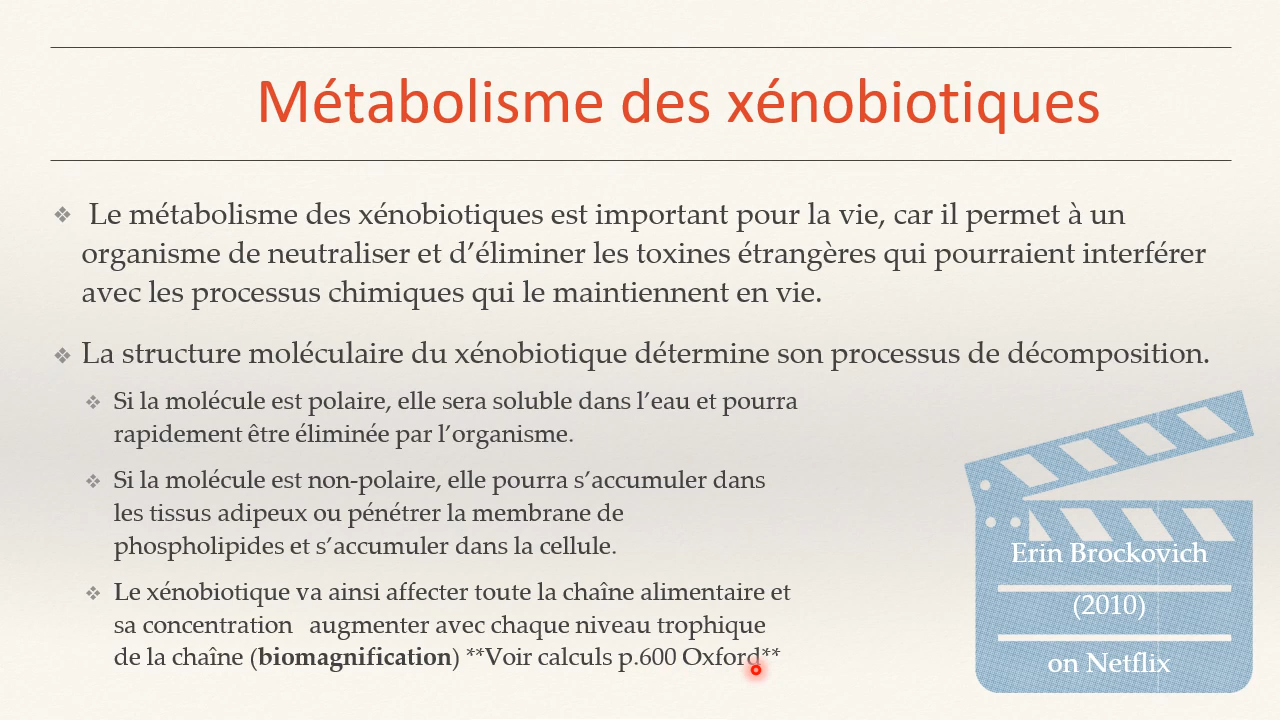 Métabolisme des xénobiotiques
❖ Le métabolisme des xénobiotiques est important pour la vie, car il permet à un
organisme de neutraliser et d’éliminer les toxines étrangères qui pourraient interférer
avec les processus chimiques qui le maintiennent en vie.
❖ La structure moléculaire du xénobiotique détermine son processus de décomposition.
❖ Si la molécule est polaire, elle sera soluble dans l’eau et pourra
rapidement être éliminée par l’organisme.
❖ Si la molécule est non-polaire, elle pourra s’accumuler dans
les tissus adipeux ou pénétrer la membrane de
phospholipides et s’accumuler dans la cellule.
❖ Le xénobiotique va ainsi affecter toute la chaîne alimentaire et
sa concentration augmenter avec chaque niveau trophique
de la chaîne (biomagnification) **Voir calculs p.600 Oxford**
Erin Brockovich
(2010)
on Netflix